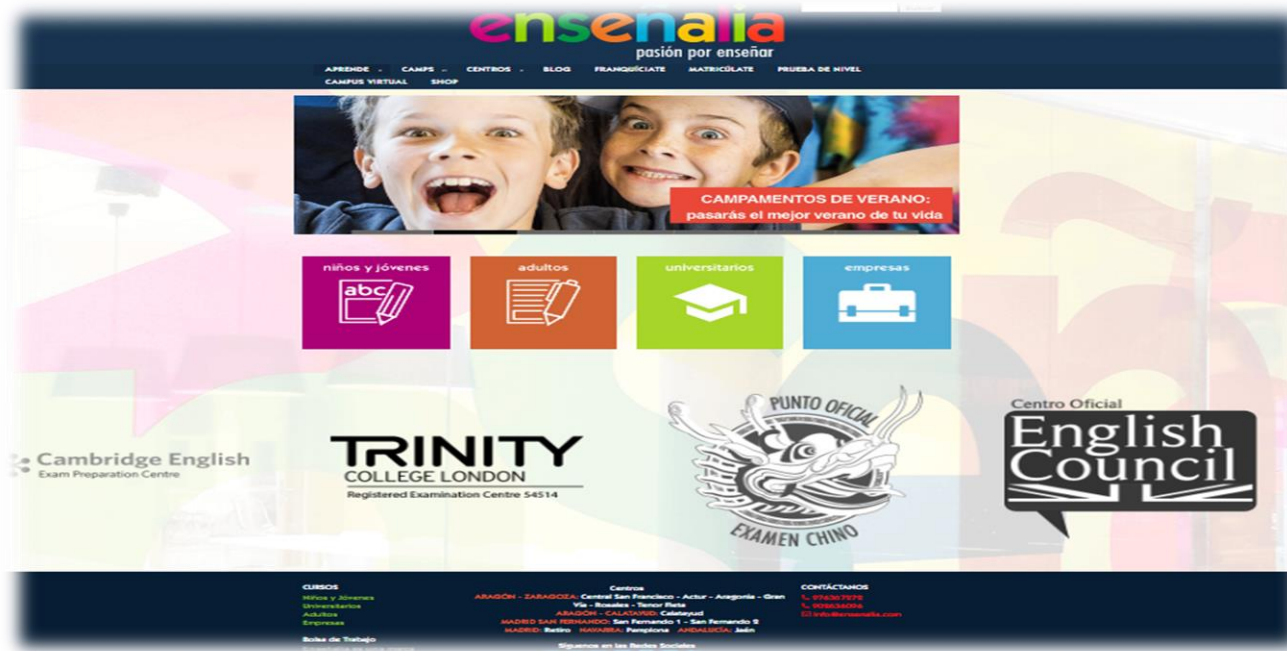 enseñalia
pasión por enseñar
APRENDE CAMPS CENTROS BLOG FRANQUÍCIATE MATRICÚLATE PRUEBA DE NIVEL
CAMPUS VIRTUAL SHOP
CAMPAMENTOS DE VERANO:
pasarás el mejor verano de tu vida
niños y jóvenes
adultos
universitarios
empresas
abc
Cambridge English
Exam Preparation Centre
TRINITY
COLLEGE LONDON
Registered Examination Centre 54514
PUNTO OFICIAL
EXAMEN CHINO
Centro Oficial
English
Council
CURSOS
Niños y Jóvenes
Universitarios
Adultos
Empresas
Bolsa de Trabajo
Centros
ARAGÓN - ZARAGOZA: Central San Francisco - Actur - Aragonia - Gran
Vía - Rosales - Tenor Fleta
ARAGÓN - CALATAYUD: Calatayud
MADRID SAN FERNANDO: San Fernando 1 - San Fernando 2
MADRID: Retiro NAVARRA: Pamplona ANDALUCÍA: Jaén
Síguenos en las Redes Sociales
CONTÁCTANOS
info@ensenalia.com